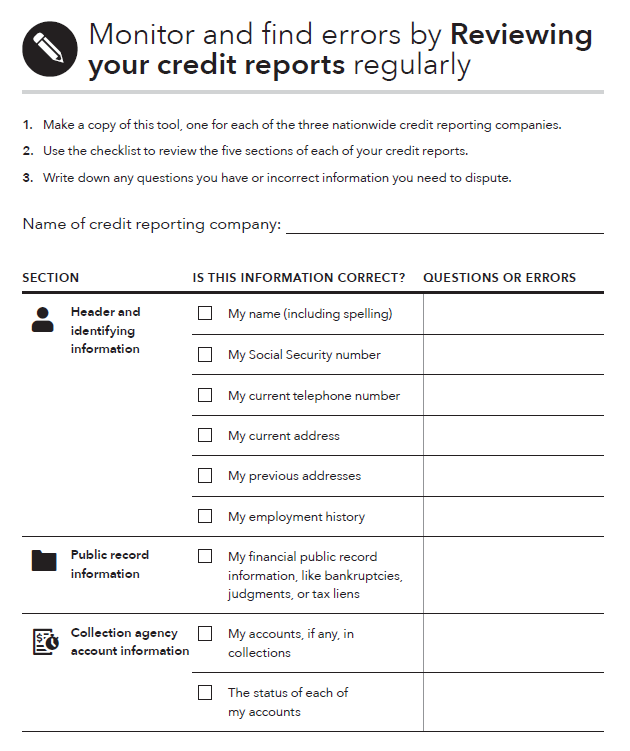 Monitor and find errors by Reviewing
your credit reports regularly
1. Make a copy of this tool, one for each of the three nationwide credit reporting companies.
2. Use the checklist to review the five sections of each of your credit reports.
3. Write down any questions you have or incorrect information you need to dispute.
Name of credit reporting company:
SECTION IS THIS INFORMATION CORRECT? QUESTIONS OR ERRORS
Header and
identifying
information
My name (including spelling)
My Social Security number
My current telephone number
My current address
My previous addresses
My employment history
Public record
information
My financial public record
information, like bankruptcies,
judgments, or tax liens
Collection agency
account information
My accounts, if any, in
collections
The status of each of
my accounts